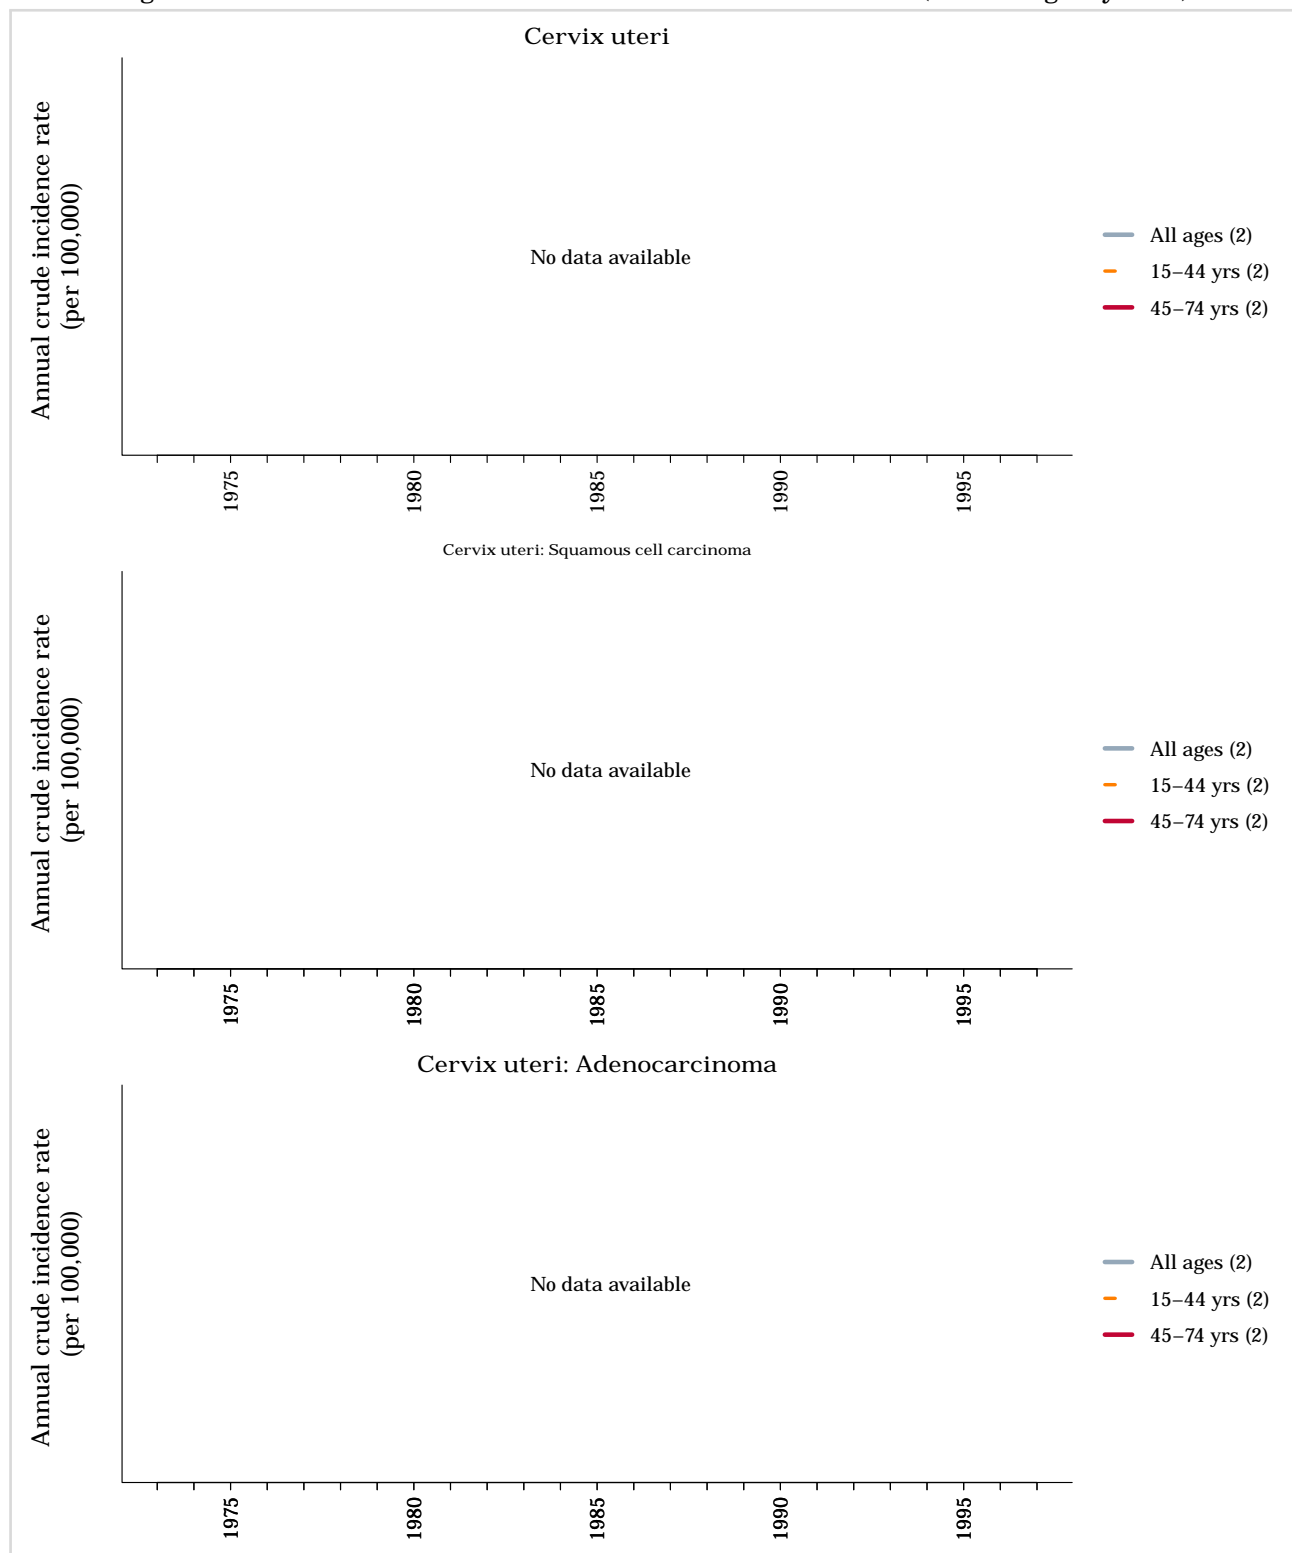 Cervix uteri
Annual crude incidence rate
(per 100,000)
No data available
All ages (2)
15–44 yrs (2)
45–74 yrs (2)
1975
1980
1985
1990
1995
Cervix uteri: Squamous cell carcinoma
Annual crude incidence rate
(per 100,000)
No data available
All ages (2)
15–44 yrs (2)
45–74 yrs (2)
1975
1980
1985
1990
1995
Cervix uteri: Adenocarcinoma
Annual crude incidence rate
(per 100,000)
No data available
All ages (2)
15–44 yrs (2)
45–74 yrs (2)
1975
1980
1985
1990
1995